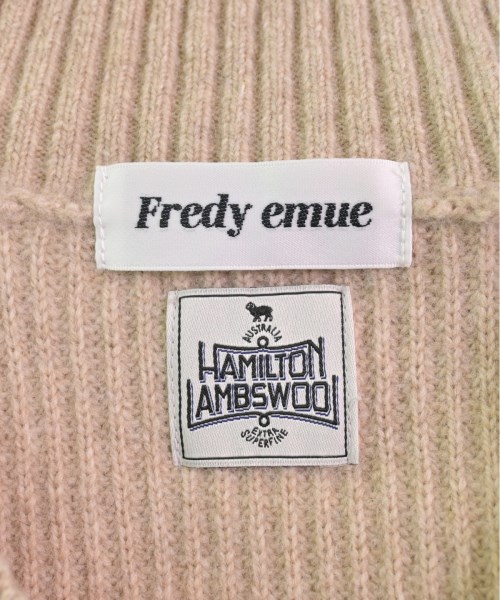 Fredy emue
AUSTRALIA
HAMILTON
LAMBSWOOL
EXTRA
SUPERFINE